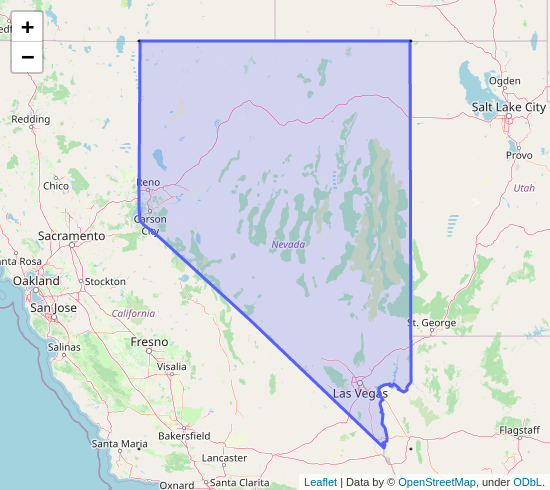 +
−
Ogden
Salt Lake City
Redding
Provo
Chico
Reno
Utah
Carson
City
Sacramento
Nevada
Santa Rosa
Oakland
Stockton
California
San Jose
St. George
Salinas
Fresno
Visalia
Las Vegas
Flagstaff
Bakersfield
Santa Maria
Lancaster
Oxnard
Santa Clarita
Leaflet | Data by © OpenStreetMap, under ODbL.